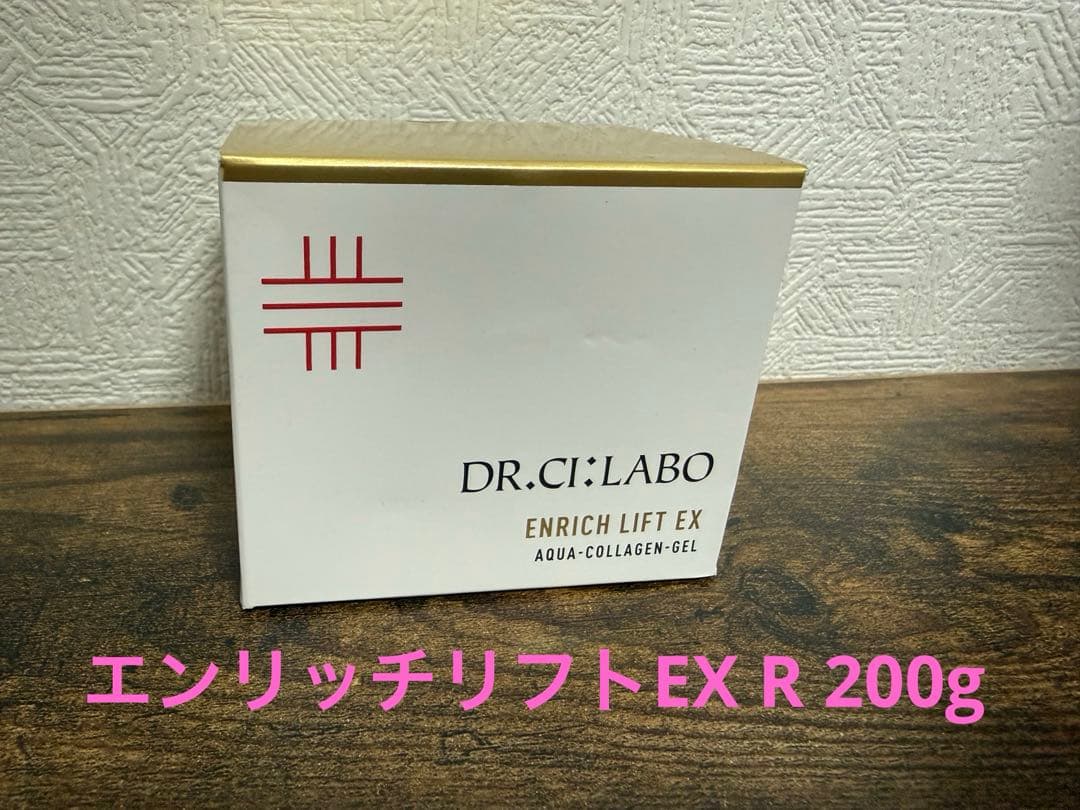 DR.CI:LABO
ENRICH LIFT EX
AQUA-COLLAGEN-GEL
エンリッチリフトEX R 200g